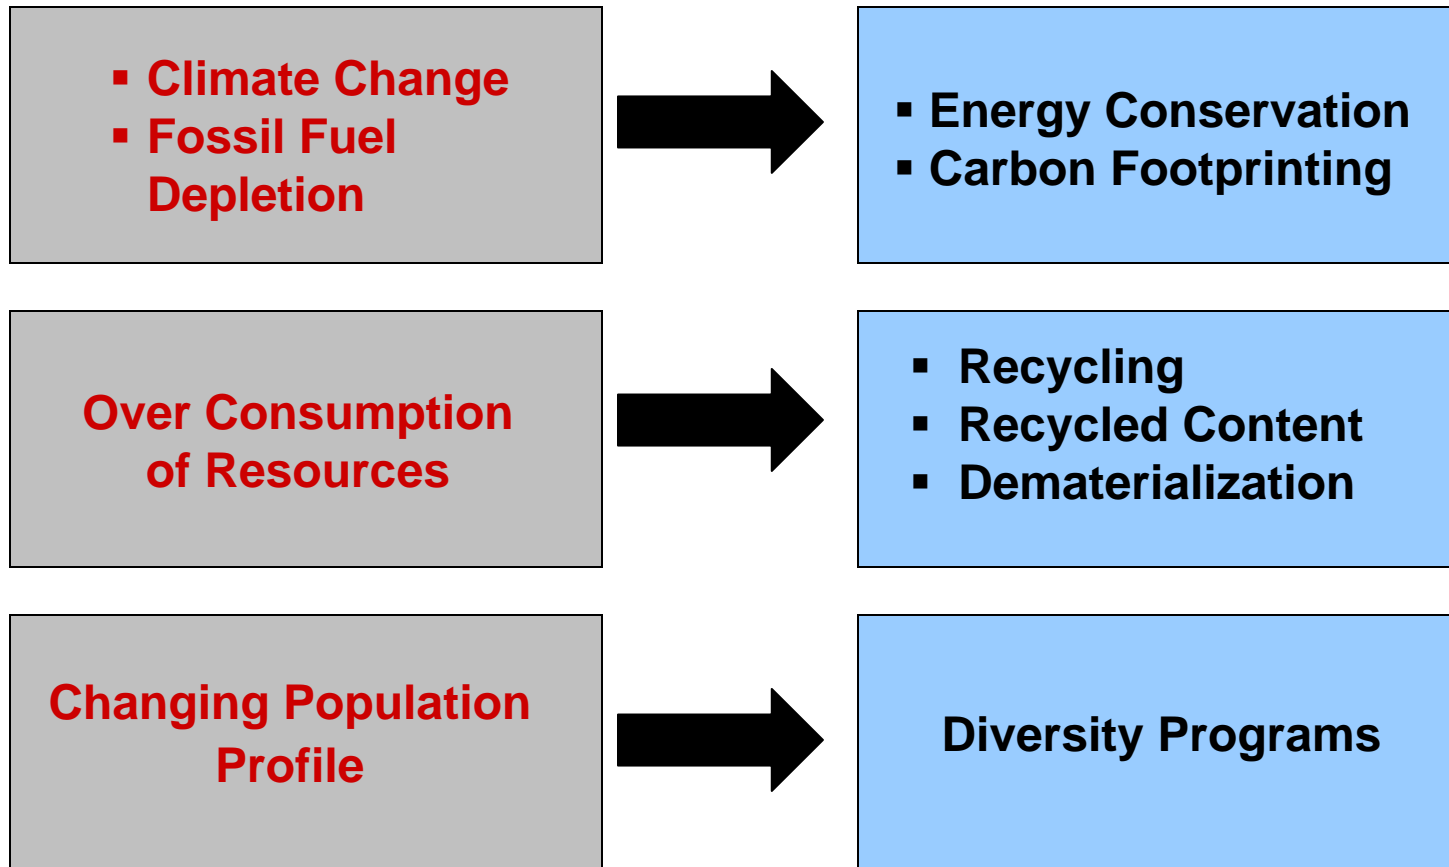 ▪ Climate Change
▪ Fossil Fuel
Depletion
▪ Energy Conservation
▪ Carbon Footprinting
Over Consumption
of Resources
▪ Recycling
▪ Recycled Content
▪ Dematerialization
Changing Population
Profile
Diversity Programs